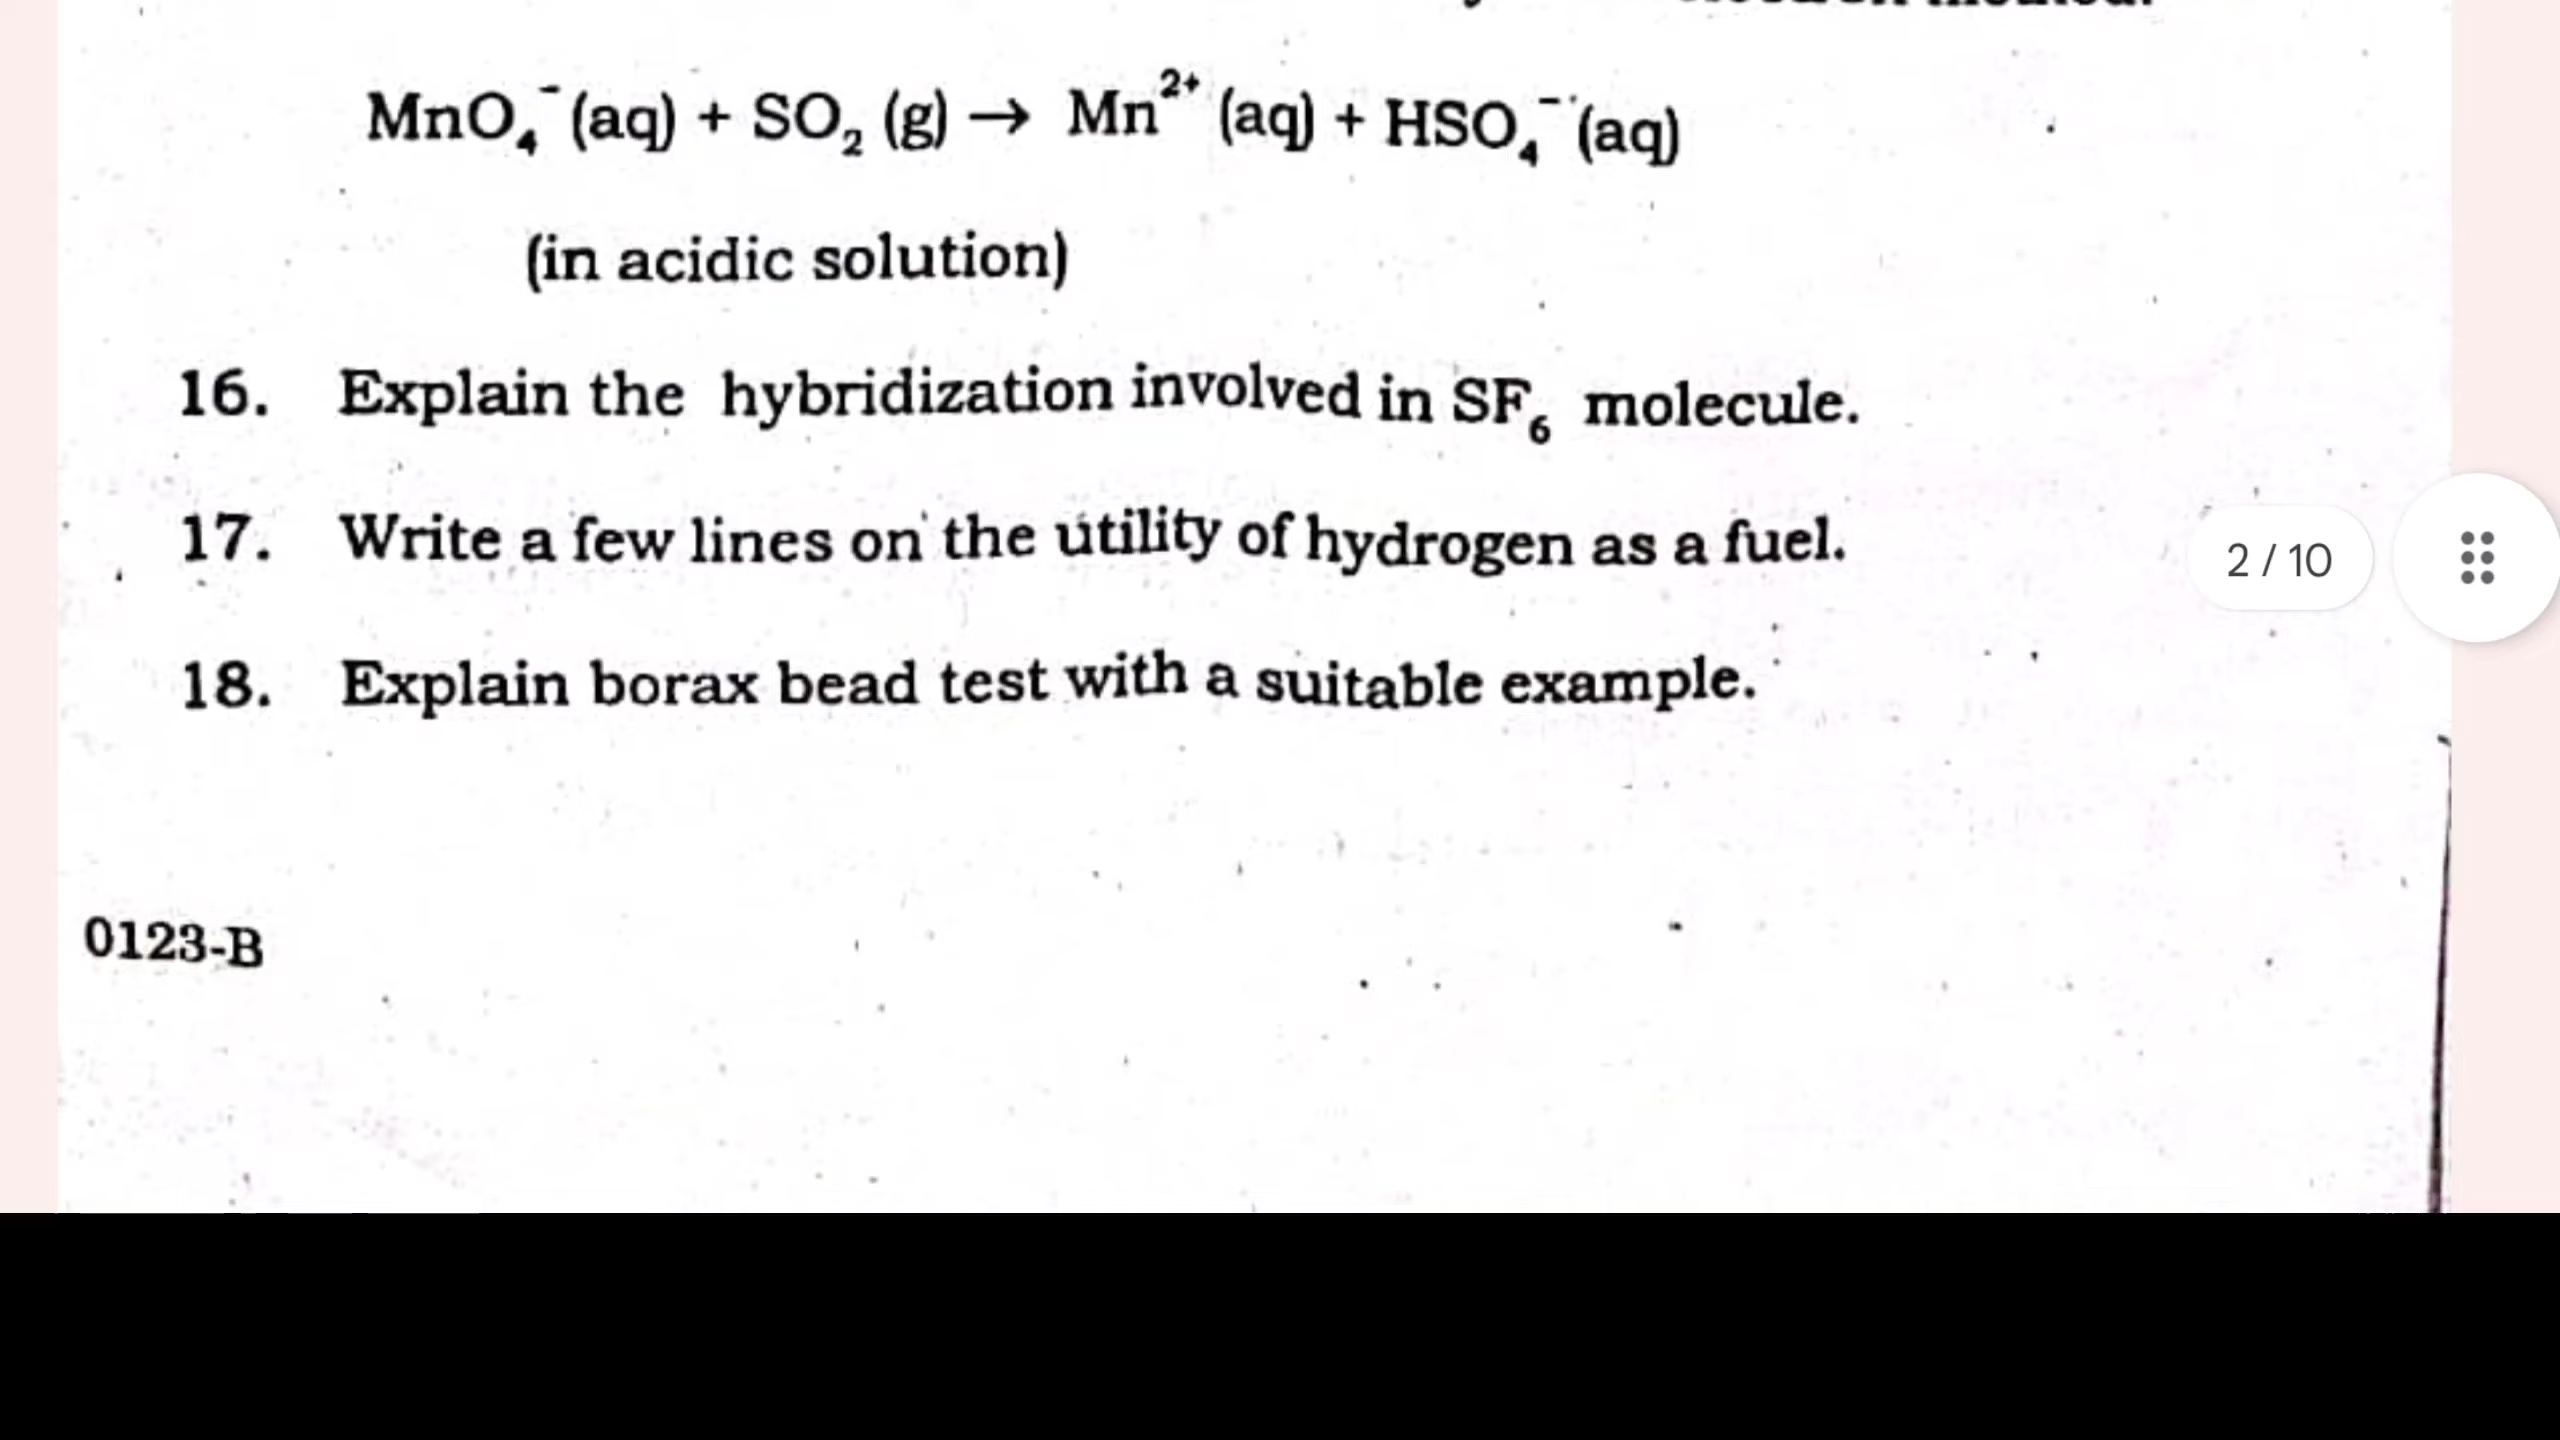 MnO₄⁻ (aq) + SO₂ (g) → Mn²⁺ (aq) + HSO₄⁻ (aq)
(in acidic solution)
16. Explain the hybridization involved in SF₆ molecule.
17. Write a few lines on the utility of hydrogen as a fuel.
2 / 10
18. Explain borax bead test with a suitable example.
0123-B